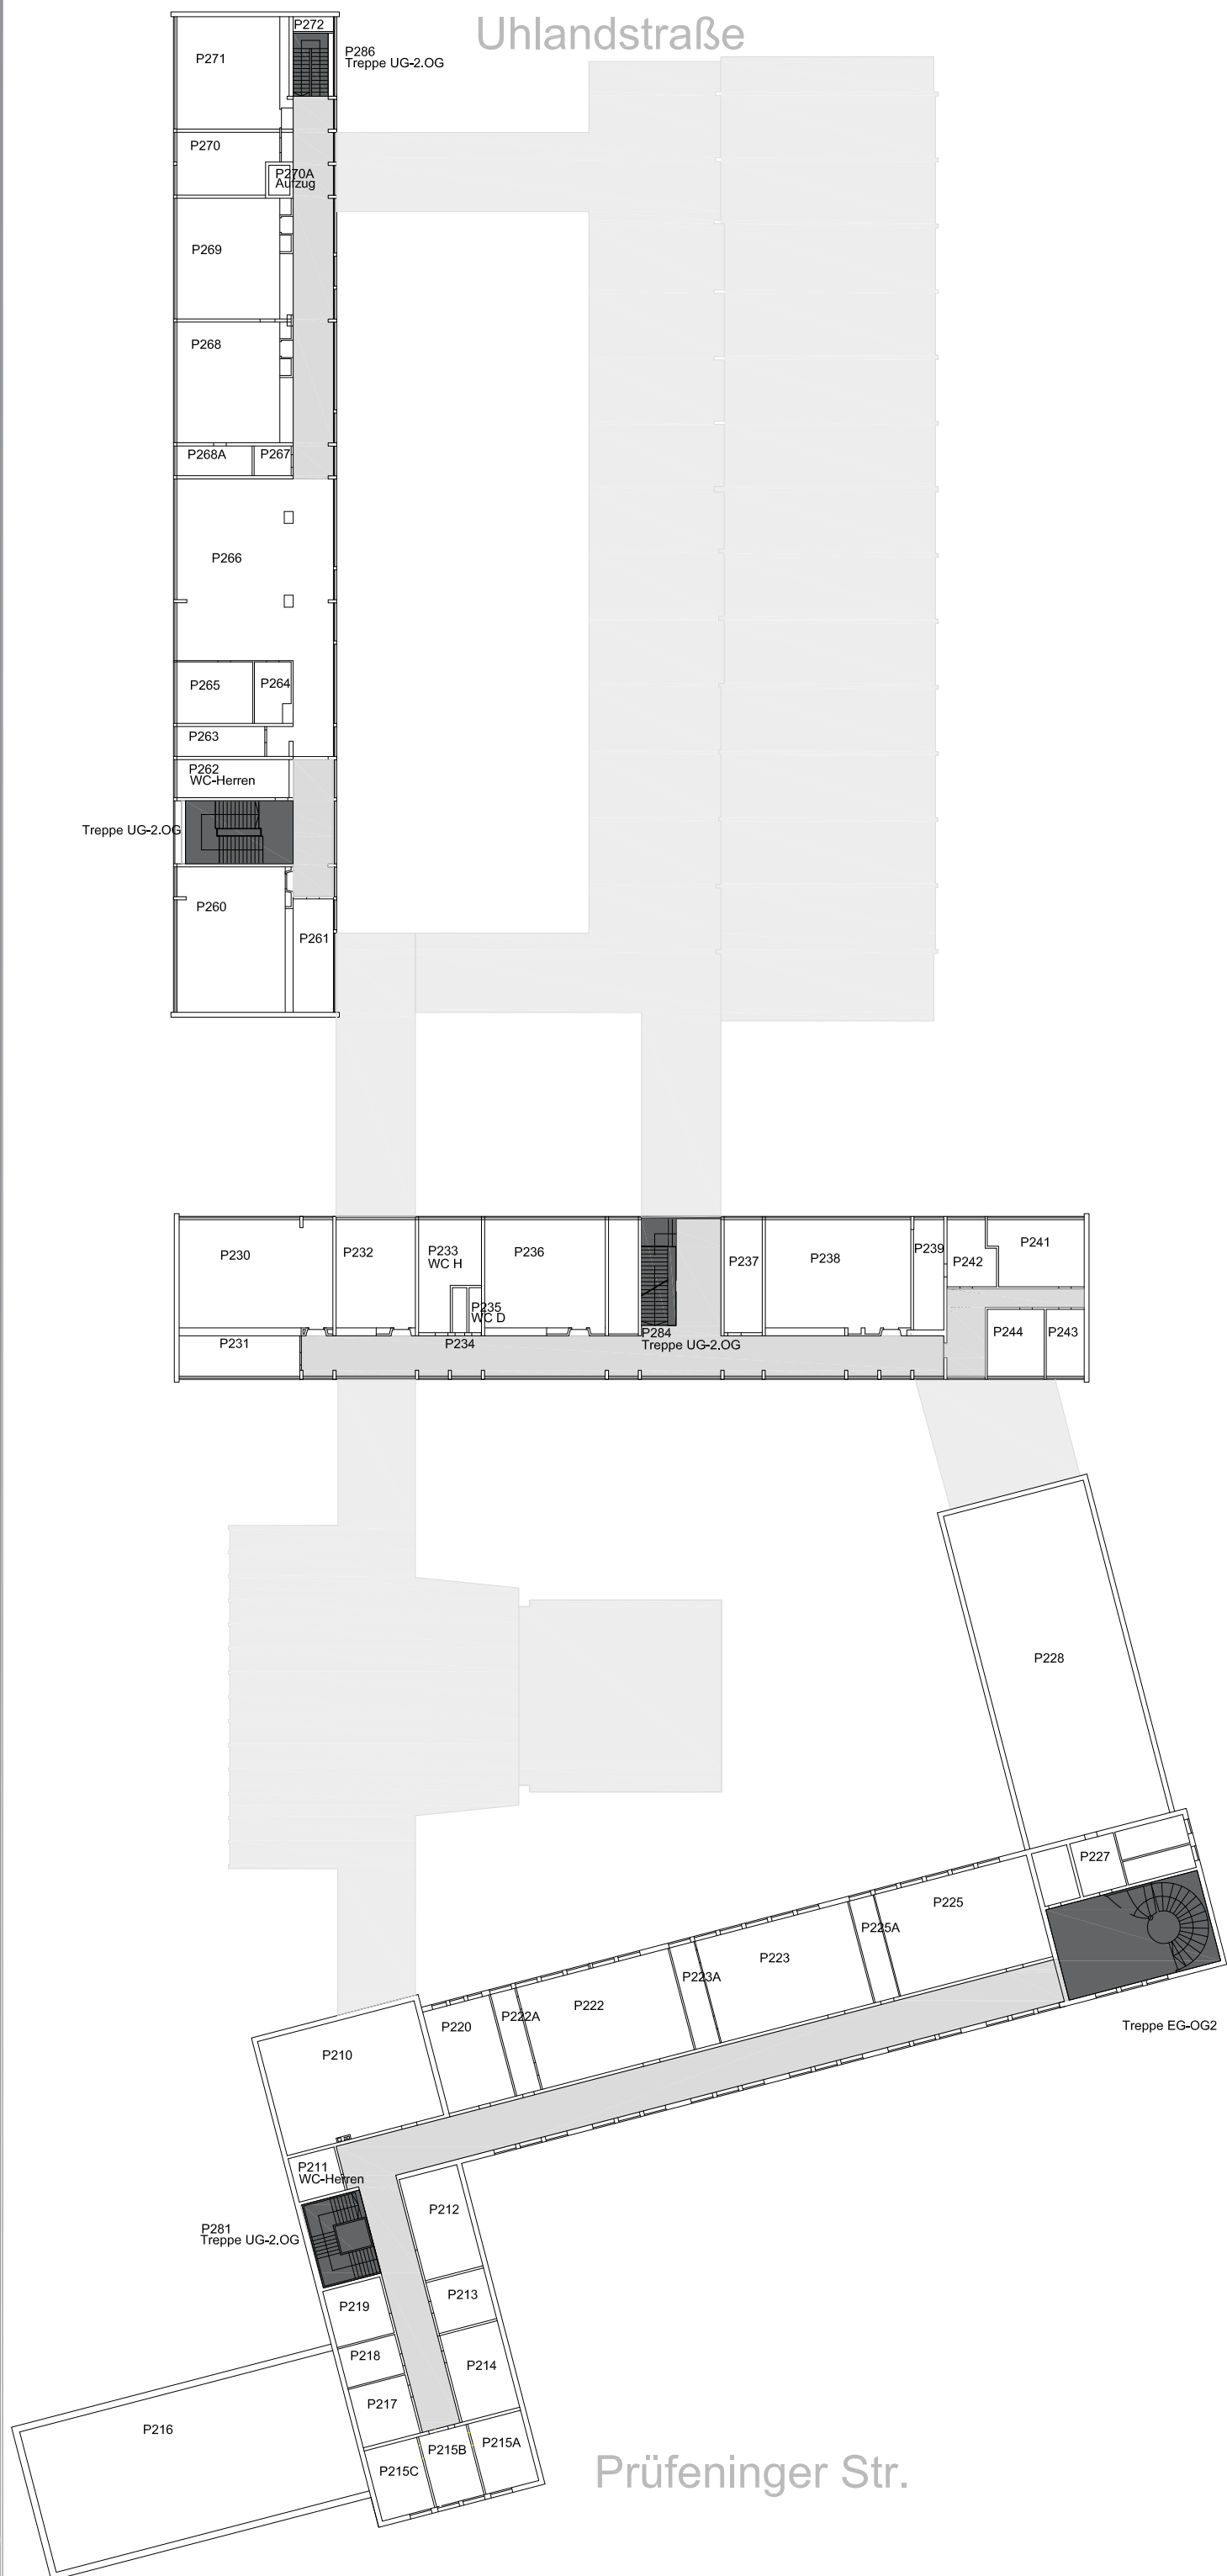 Uhlandstraße
P272
P271
P286
Treppe UG-2.OG
P270
P270A
Aufzug
P269
P268
P268A
P267
P266
P265
P264
P263
P262
WC-Herren
Treppe UG-2.OG
P260
P261
P230
P232
P233
WC H
P236
P237
P238
P239
P242
P241
P235
WC D
P231
P234
P284
Treppe UG-2.OG
P244
P243
P228
P227
P225
P225A
P223
P223A
P222
P222A
P220
Treppe EG-OG2
P210
P211
WC-Herren
P212
P281
Treppe UG-2.OG
P213
P219
P218
P214
P217
P216
P215A
P215B
P215C
Prüfeninger Str.